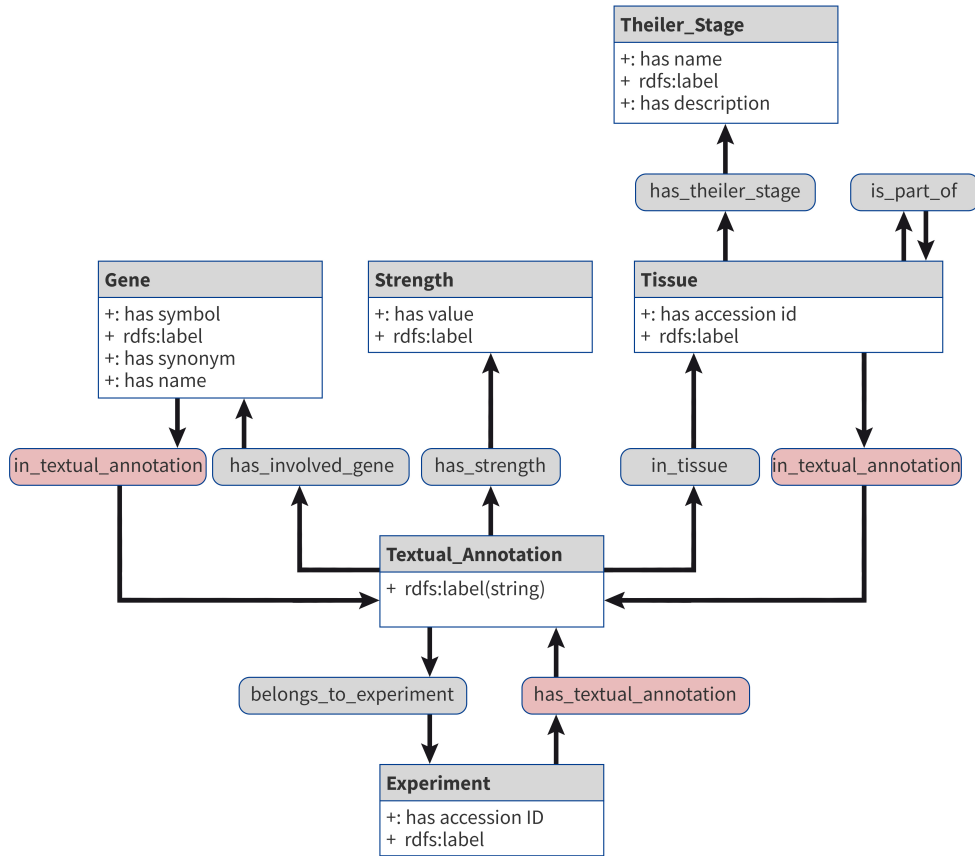 Theiler_Stage
+: has name
+ rdfs:label
+: has description
has_theiler_stage
is_part_of
Gene
+: has symbol
+ rdfs:label
+: has synonym
+: has name
Strength
+: has value
+ rdfs:label
Tissue
+: has accession id
+ rdfs:label
in_textual_annotation
has_involved_gene
has_strength
in_tissue
in_textual_annotation
Textual_Annotation
+ rdfs:label(string)
belongs_to_experiment
has_textual_annotation
Experiment
+: has accession ID
+ rdfs:label